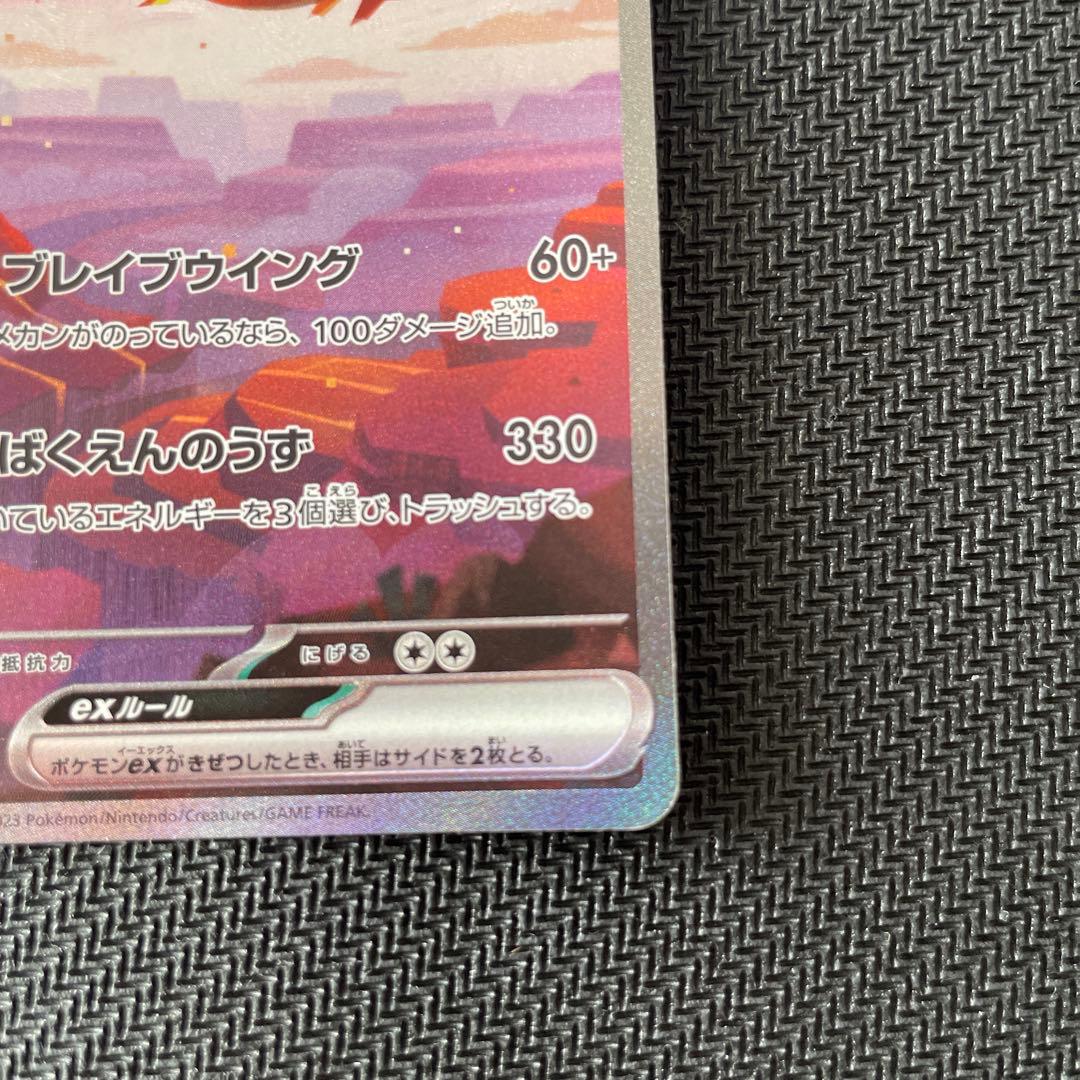 ブレイブウイング 60+
メカンがのっているなら、100ダメージ追加。
ついか
ばくえんのうず 330
いているエネルギーを3個選び、トラッシュする。
こ えら
抵抗力 にげる
exルール
ポケモンexがきぜつしたとき、相手はサイドを2枚とる。
イーエックス あいて まい
023 Pokémon/Nintendo/Creatures/GAME FREAK.